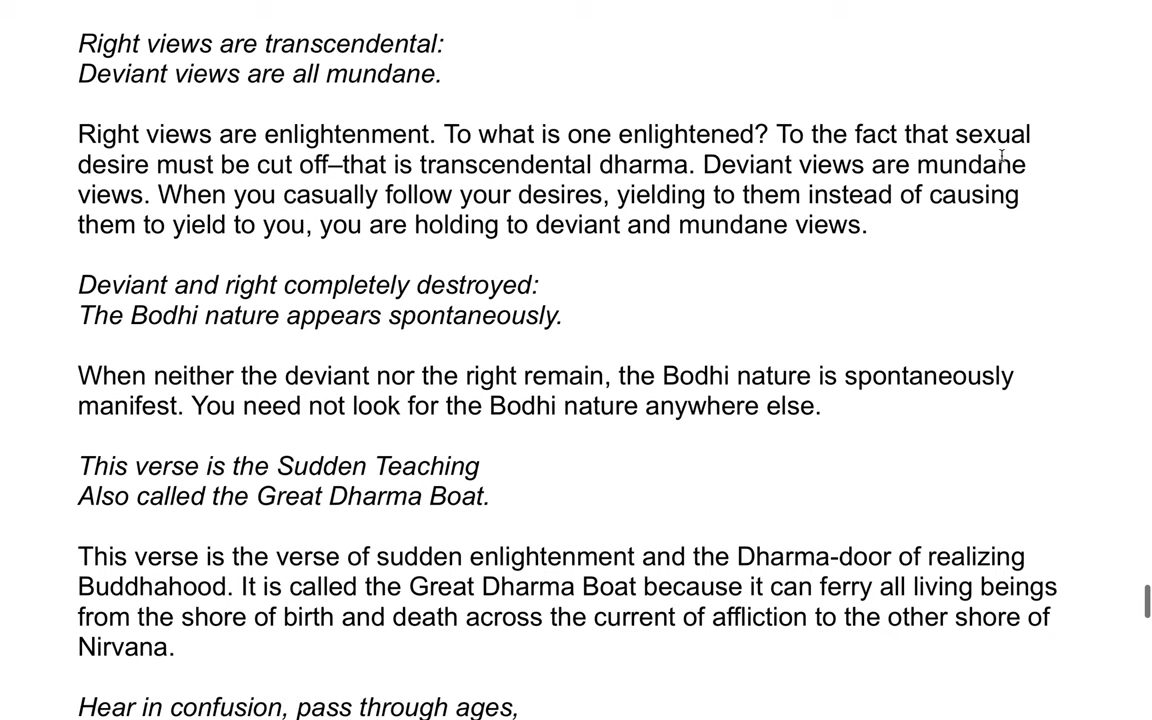 Right views are transcendental:
Deviant views are all mundane.
Right views are enlightenment. To what is one enlightened? To the fact that sexual
desire must be cut off–that is transcendental dharma. Deviant views are mundane
views. When you casually follow your desires, yielding to them instead of causing
them to yield to you, you are holding to deviant and mundane views.
Deviant and right completely destroyed:
The Bodhi nature appears spontaneously.
When neither the deviant nor the right remain, the Bodhi nature is spontaneously
manifest. You need not look for the Bodhi nature anywhere else.
This verse is the Sudden Teaching
Also called the Great Dharma Boat.
This verse is the verse of sudden enlightenment and the Dharma-door of realizing
Buddhahood. It is called the Great Dharma Boat because it can ferry all living beings
from the shore of birth and death across the current of affliction to the other shore of
Nirvana.
Hear in confusion, pass through ages,